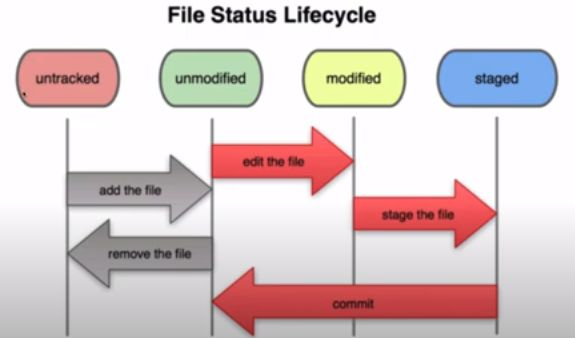 File Status Lifecycle
untracked
unmodified
modified
staged
edit the file
add the file
stage the file
remove the file
commit